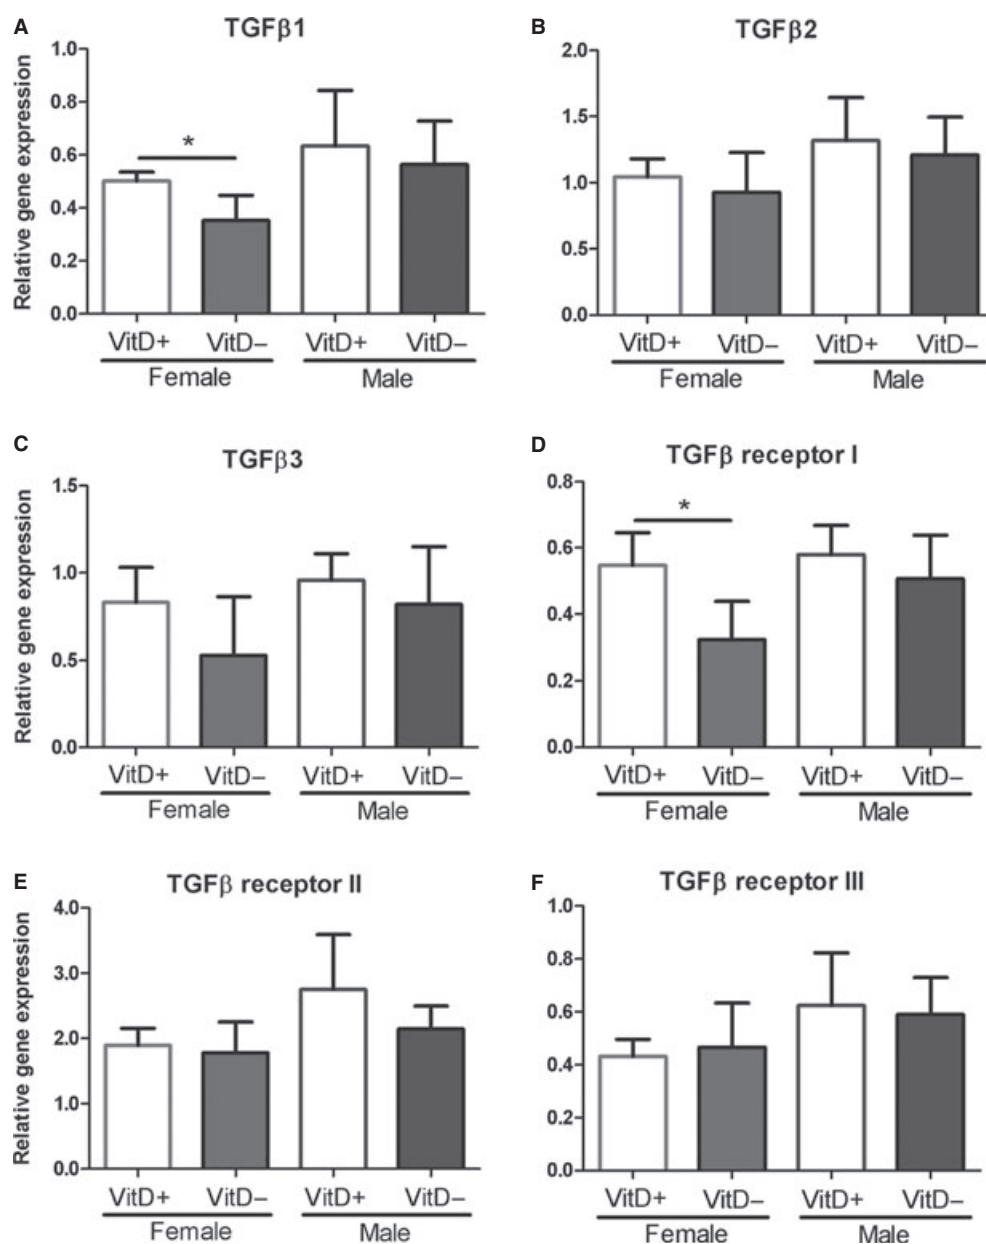 A
TGFβ1
Relative gene expression
1.0
0.8
0.6
0.4
0.2
0.0
*
VitD+ VitD– VitD+ VitD–
Female Male
B
TGFβ2
2.0
1.5
1.0
0.5
0.0
VitD+ VitD– VitD+ VitD–
Female Male
C
TGFβ3
Relative gene expression
1.5
1.0
0.5
0.0
VitD+ VitD– VitD+ VitD–
Female Male
D
TGFβ receptor I
0.8
0.6
0.4
0.2
0.0
*
VitD+ VitD– VitD+ VitD–
Female Male
E
TGFβ receptor II
Relative gene expression
4.0
3.0
2.0
1.0
0.0
VitD+ VitD– VitD+ VitD–
Female Male
F
TGFβ receptor III
1.0
0.8
0.6
0.4
0.2
0.0
VitD+ VitD– VitD+ VitD–
Female Male